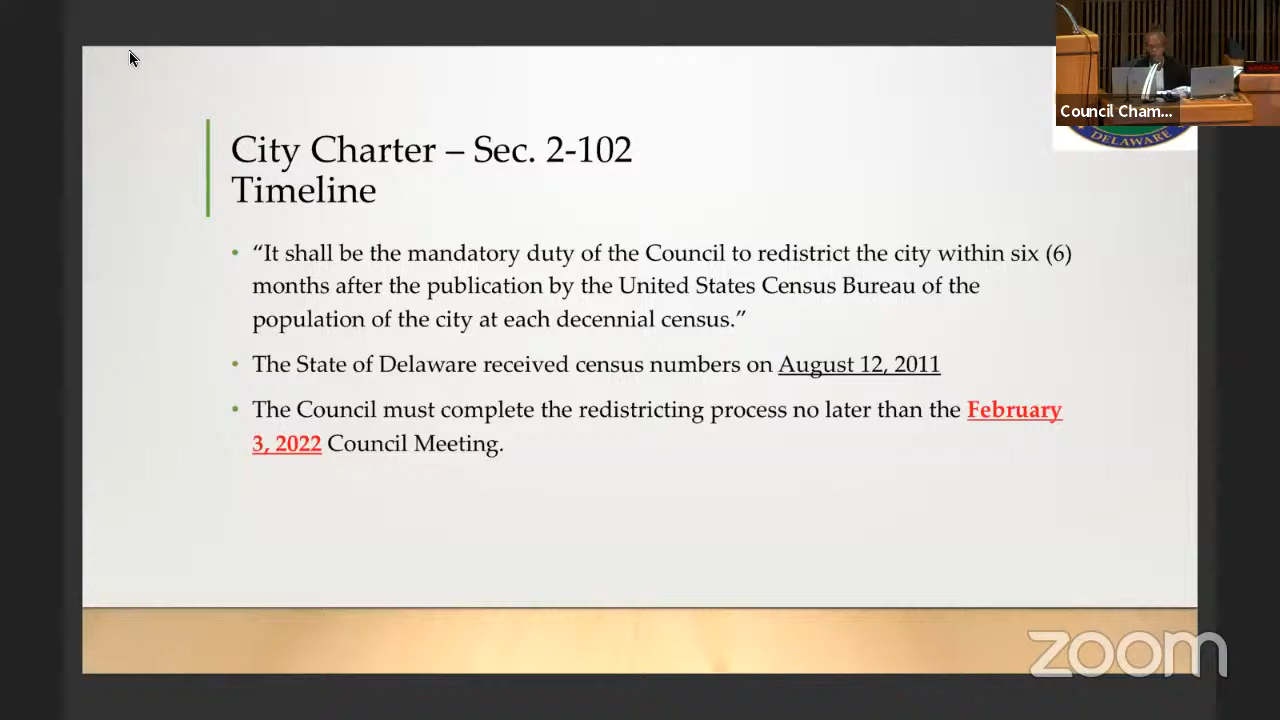 Council Cham...
DELAWARE
City Charter – Sec. 2-102
Timeline
• “It shall be the mandatory duty of the Council to redistrict the city within six (6)
months after the publication by the United States Census Bureau of the
population of the city at each decennial census.”
• The State of Delaware received census numbers on August 12, 2011
• The Council must complete the redistricting process no later than the February
3, 2022 Council Meeting.
zoom